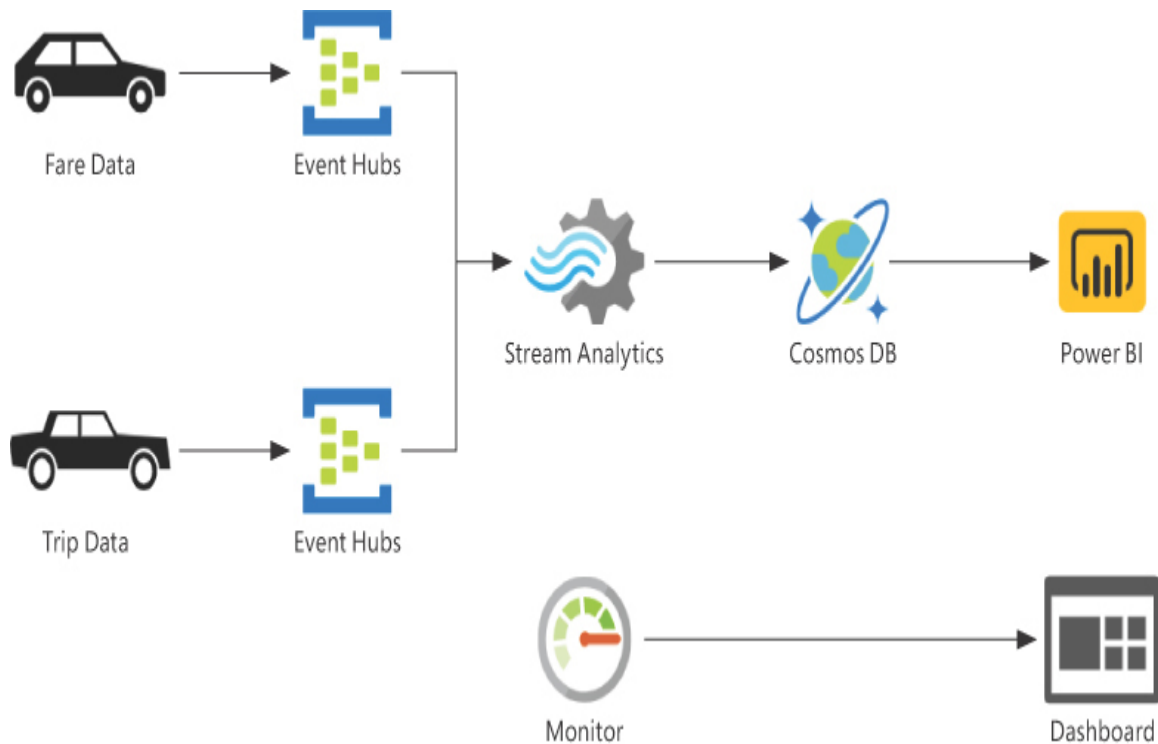 Fare Data
Event Hubs
Stream Analytics
Cosmos DB
Power BI
Trip Data
Event Hubs
Monitor
Dashboard